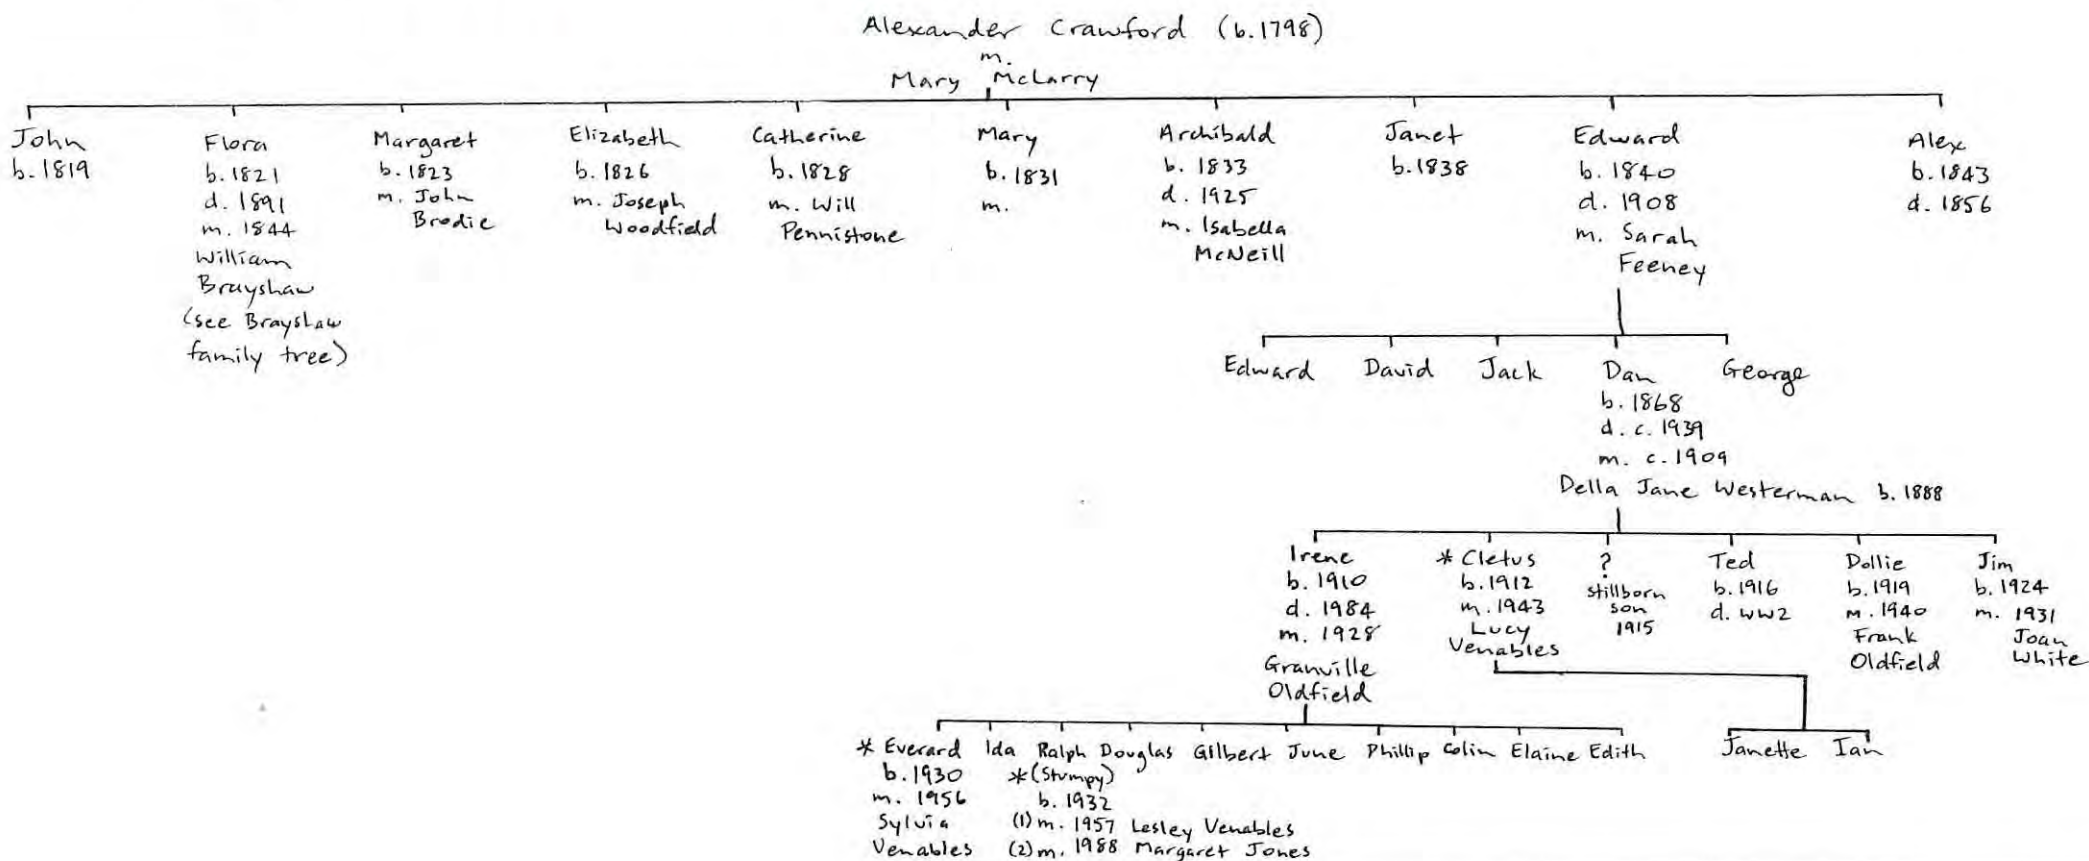 Alexander Crawford (b.1798)
m.
Mary McLarry
John
b. 1819
Flora
b. 1821
d. 1891
m. 1844
William
Brayshaw
(see Brayshaw
family tree)
Margaret
b. 1823
m. John
Brodie
Elizabeth
b. 1826
m. Joseph
Woodfield
Catherine
b. 1828
m. Will
Pennistone
Mary
b. 1831
m.
Archibald
b. 1833
d. 1925
m. Isabella
McNeill
Janet
b. 1838
Edward
b. 1840
d. 1908
m. Sarah
Feeney
Alex
b. 1843
d. 1856
Edward David Jack Dan George
b. 1868
d. c. 1939
m. c. 1909
Della Jane Westerman b. 1888
Irene
b. 1910
d. 1984
m. 1928
Granville
Oldfield
* Cletus
b. 1912
m. 1943
Lucy
Venables
?
stillborn
son
1915
Ted
b. 1916
d. WW2
Dollie
b. 1919
m. 1940
Frank
Oldfield
Jim
b. 1924
m. 1931
Joan
White
* Everard Ida Ralph Douglas Gilbert June Phillip Colin Elaine Edith
b. 1930
m. 1956
Sylvia
Venables
* (Stumpy)
b. 1932
(1) m. 1957 Lesley Venables
(2) m. 1988 Margaret Jones
Janette Ian